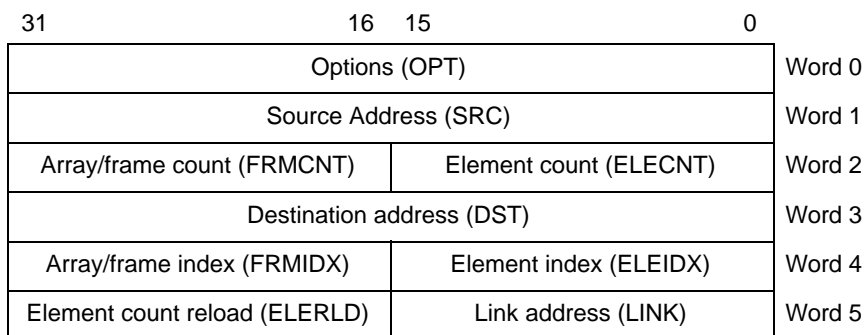 31 16 15 0
Options (OPT) Word 0
Source Address (SRC) Word 1
Array/frame count (FRMCNT) Element count (ELECNT) Word 2
Destination address (DST) Word 3
Array/frame index (FRMIDX) Element index (ELEIDX) Word 4
Element count reload (ELERLD) Link address (LINK) Word 5